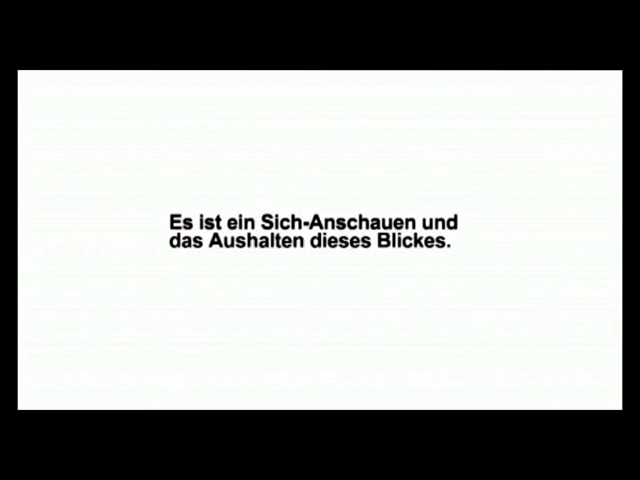 Es ist ein Sich-Anschauen und
das Aushalten dieses Blickes.